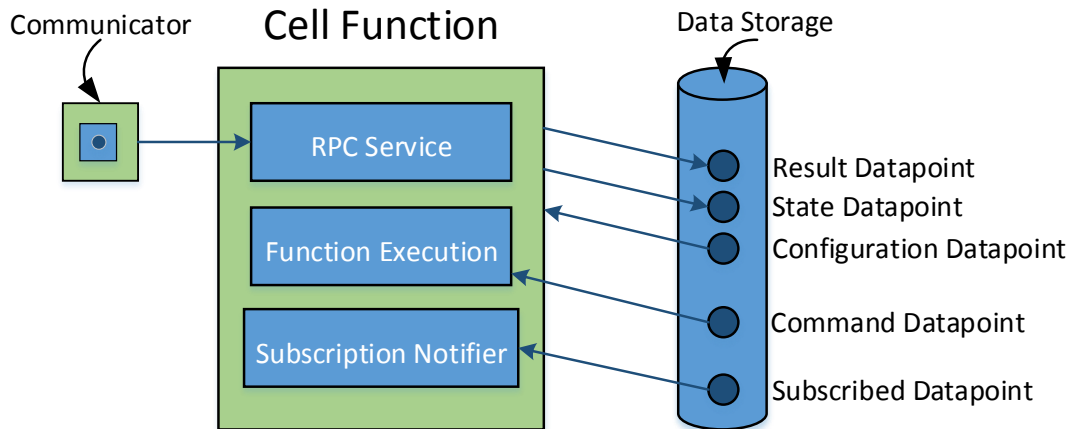 Communicator
Cell Function
Data Storage
RPC Service
Function Execution
Subscription Notifier
Result Datapoint
State Datapoint
Configuration Datapoint
Command Datapoint
Subscribed Datapoint